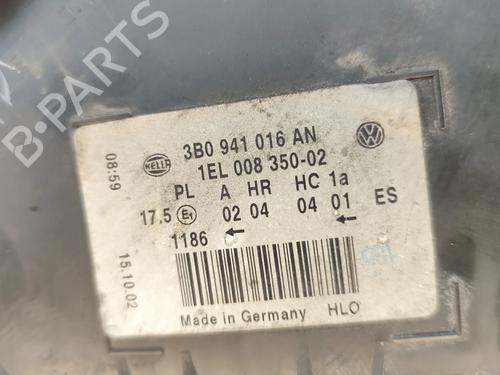 HELLA
3B0 941 016 AN
1EL 008 350-02
PL A HR HC 1a
17.5 E1 02 04 04 01 ES
1186
08:59
15.10.02
Made in Germany HLO